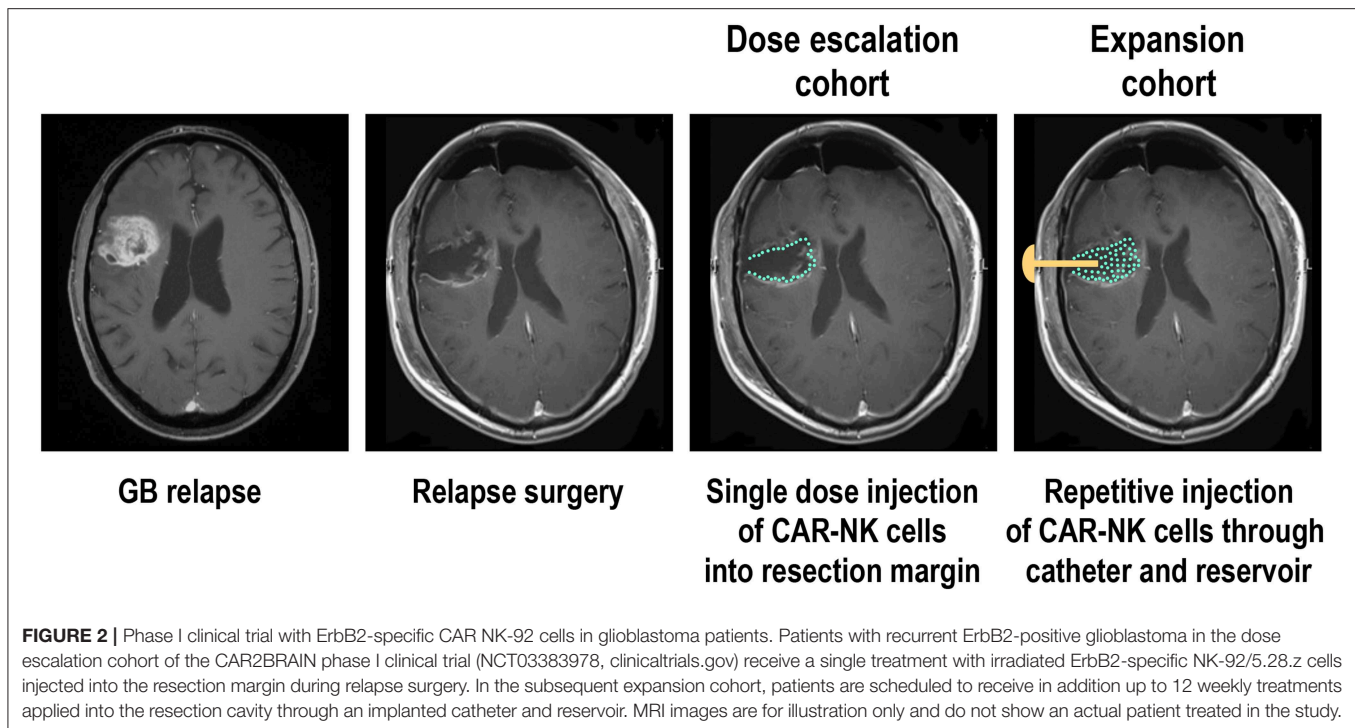 Dose escalation
cohort
Expansion
cohort
L
L
L
GB relapse
Relapse surgery
Single dose injection
of CAR-NK cells
into resection margin
Repetitive injection
of CAR-NK cells through
catheter and reservoir
FIGURE 2 | Phase I clinical trial with ErbB2-specific CAR NK-92 cells in glioblastoma patients. Patients with recurrent ErbB2-positive glioblastoma in the dose
escalation cohort of the CAR2BRAIN phase I clinical trial (NCT03383978, clinicaltrials.gov) receive a single treatment with irradiated ErbB2-specific NK-92/5.28.z cells
injected into the resection margin during relapse surgery. In the subsequent expansion cohort, patients are scheduled to receive in addition up to 12 weekly treatments
applied into the resection cavity through an implanted catheter and reservoir. MRI images are for illustration only and do not show an actual patient treated in the study.